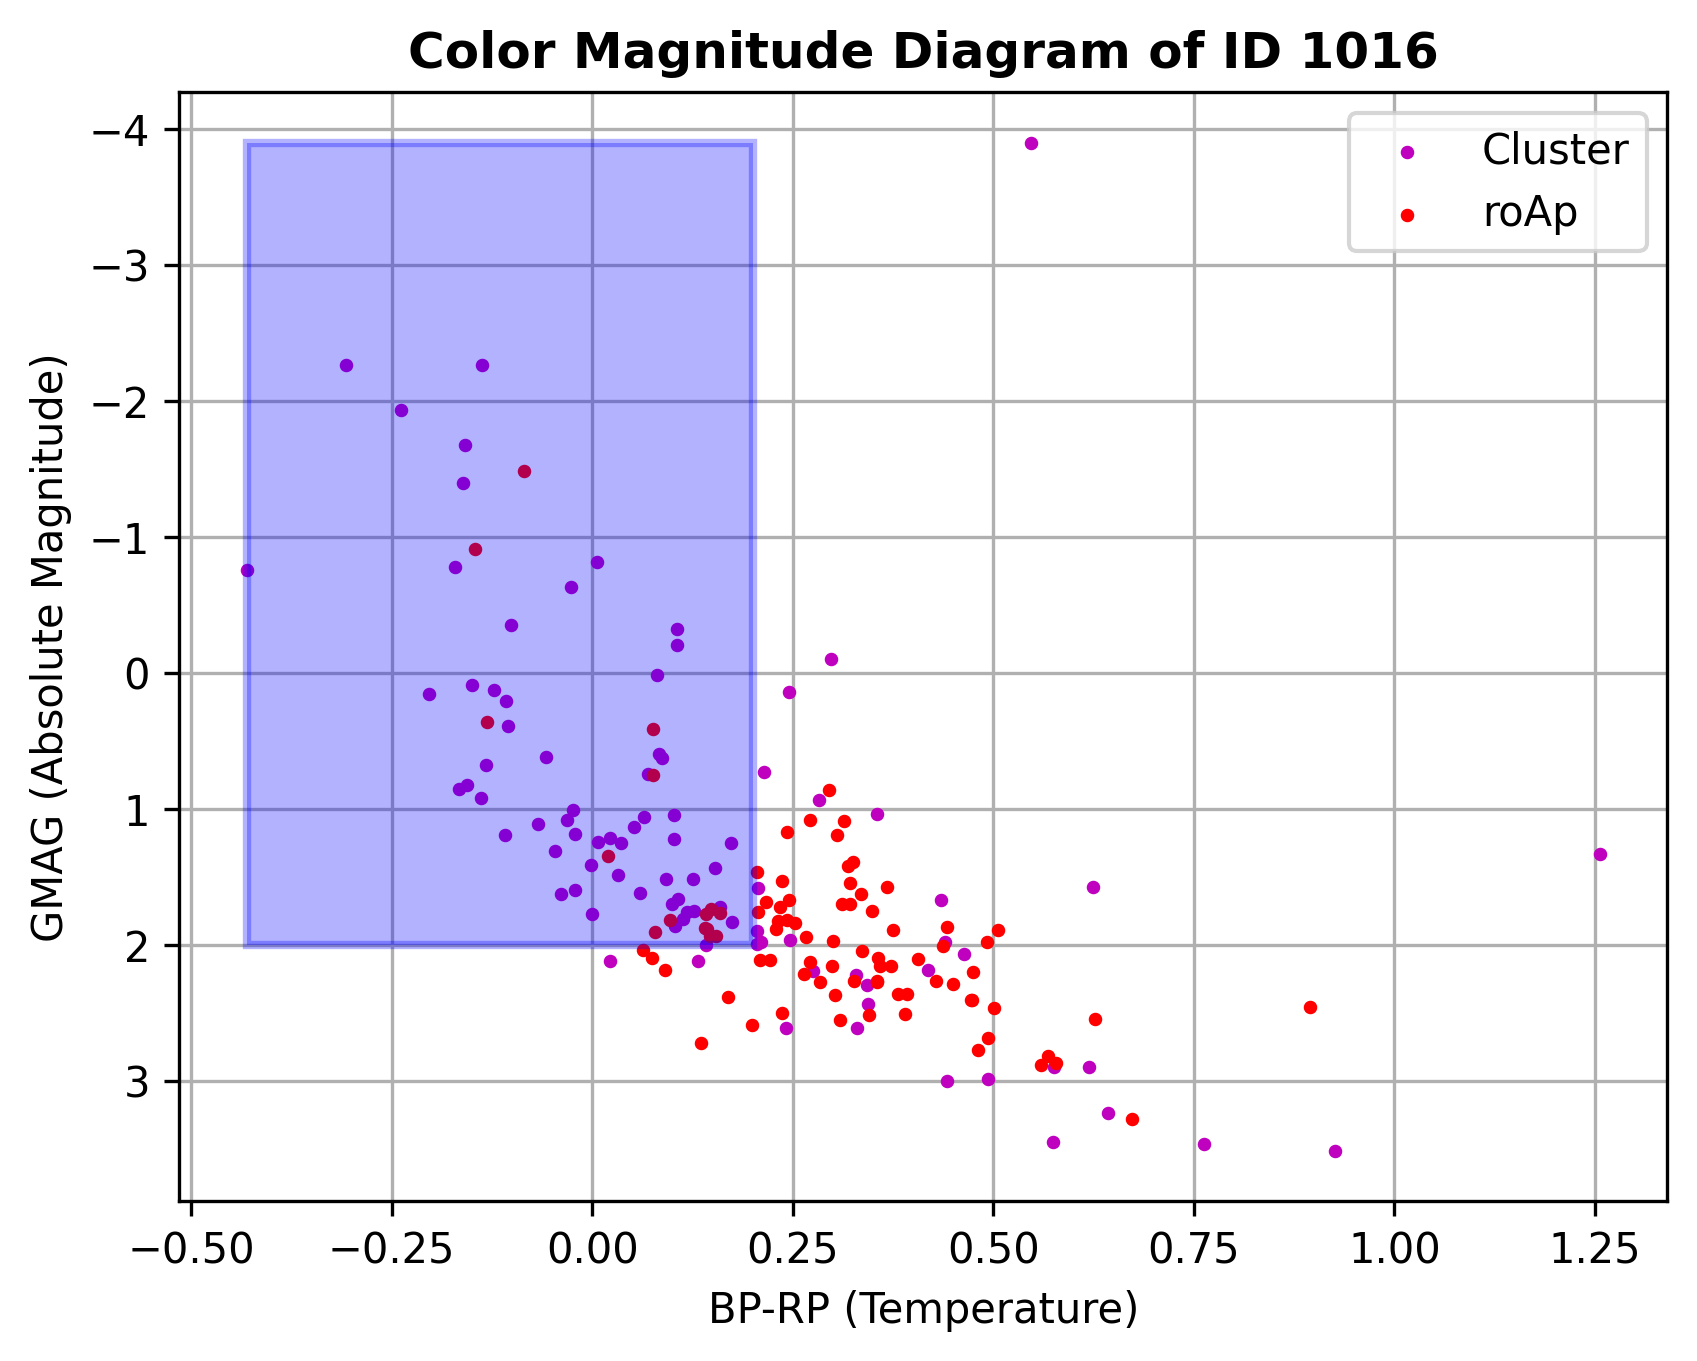 Color Magnitude Diagram of ID 1016
Cluster
roAp
GMAG (Absolute Magnitude)
−4
−3
−2
−1
0
1
2
3
−0.50 −0.25 0.00 0.25 0.50 0.75 1.00 1.25
BP-RP (Temperature)